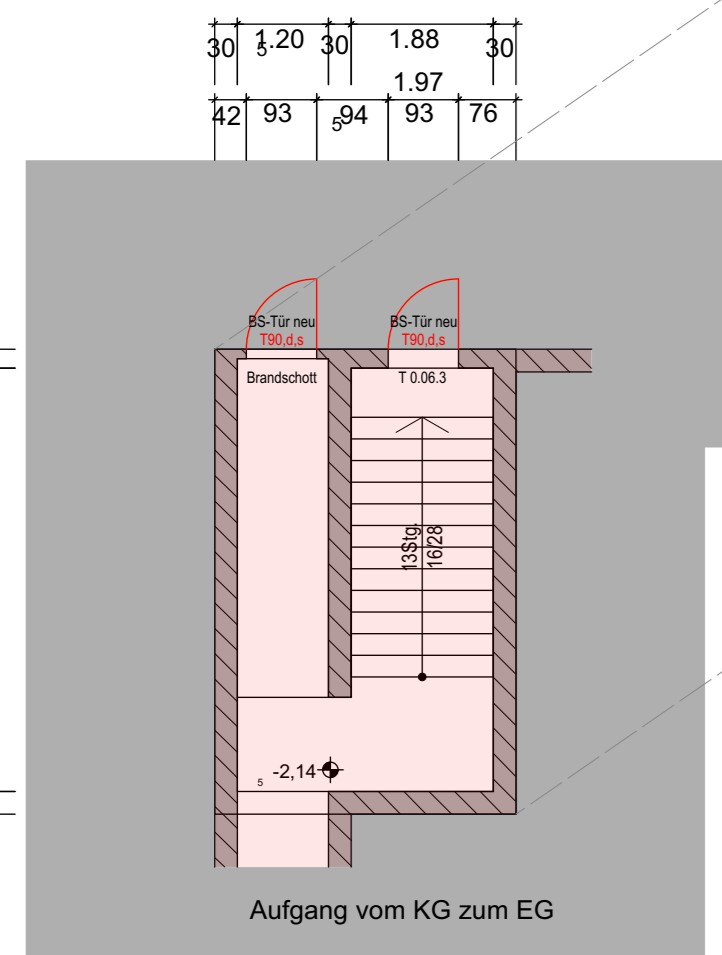 30 1.20 5 30 1.88 30
1.97
42 93 94 5 93 76
BS-Tür neu
T90,d,s
BS-Tür neu
T90,d,s
Brandschott
T 0.06.3
13Stg.
16/28
-2,14 5
Aufgang vom KG zum EG